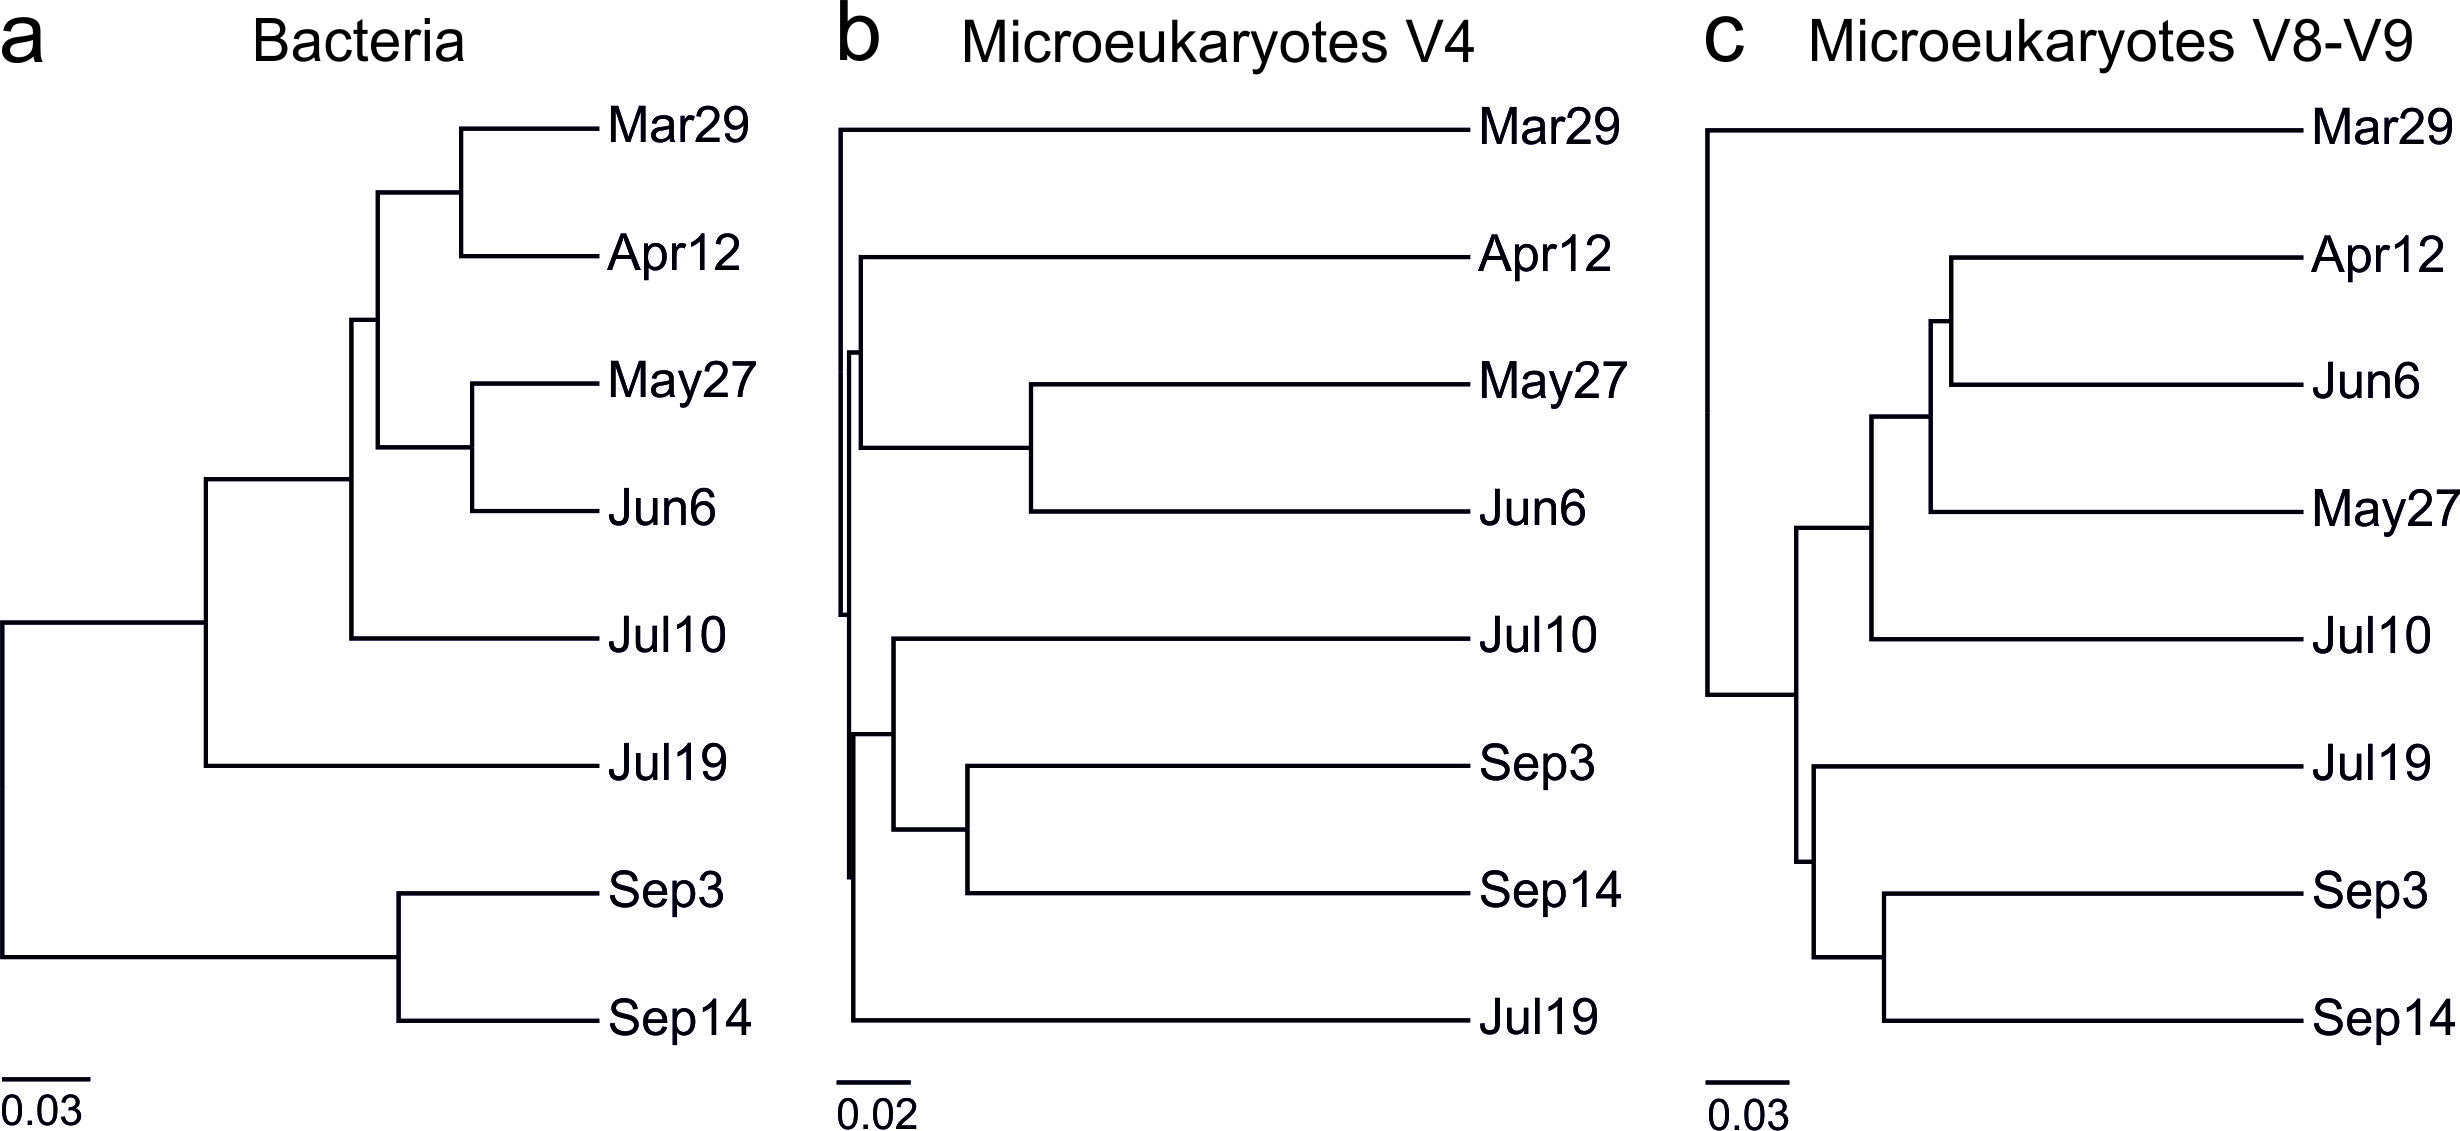 a Bacteria
Mar29
Apr12
May27
Jun6
Jul10
Jul19
Sep3
Sep14
0.03
b Microeukaryotes V4
Mar29
Apr12
May27
Jun6
Jul10
Sep3
Sep14
Jul19
0.02
c Microeukaryotes V8-V9
Mar29
Apr12
Jun6
May27
Jul10
Jul19
Sep3
Sep14
0.03